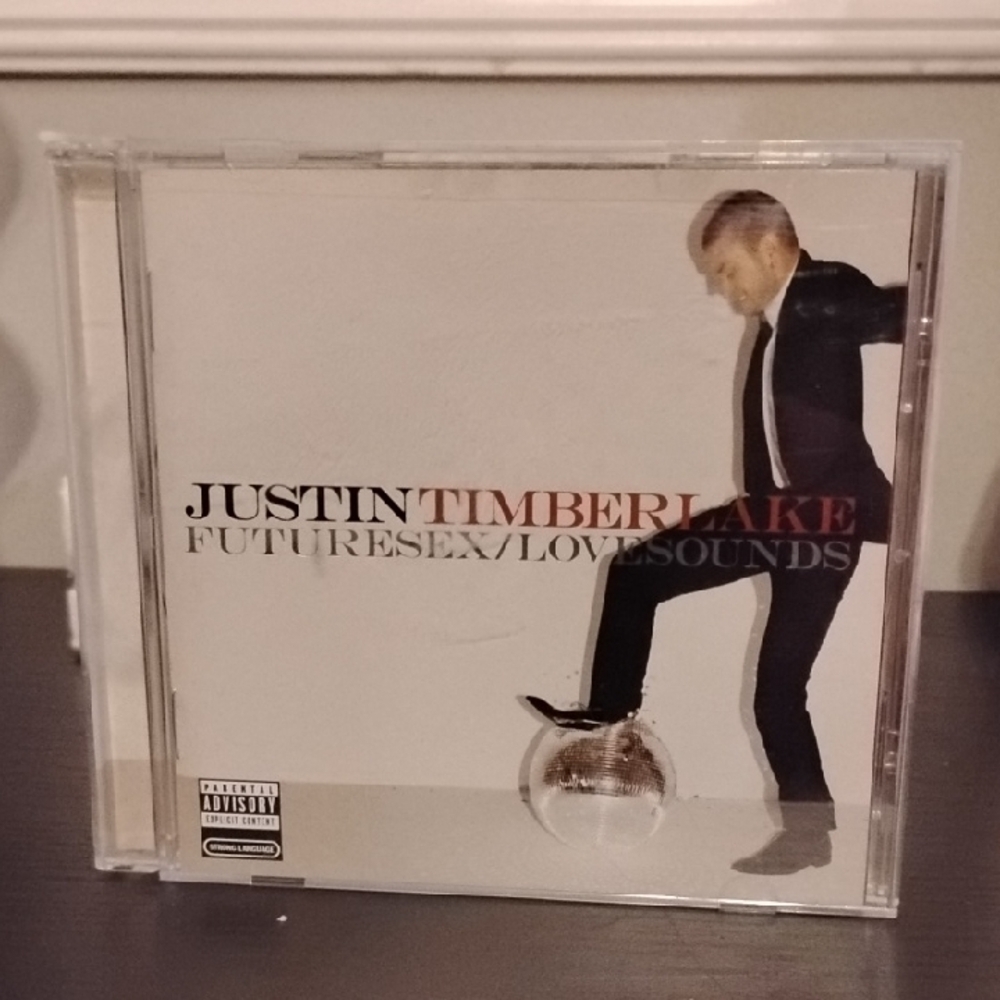 JUSTIN TIMBERLAKE
FUTURESEX/LOVESOUNDS
PARENTAL
ADVISORY
EXPLICIT CONTENT
STRONG LANGUAGE